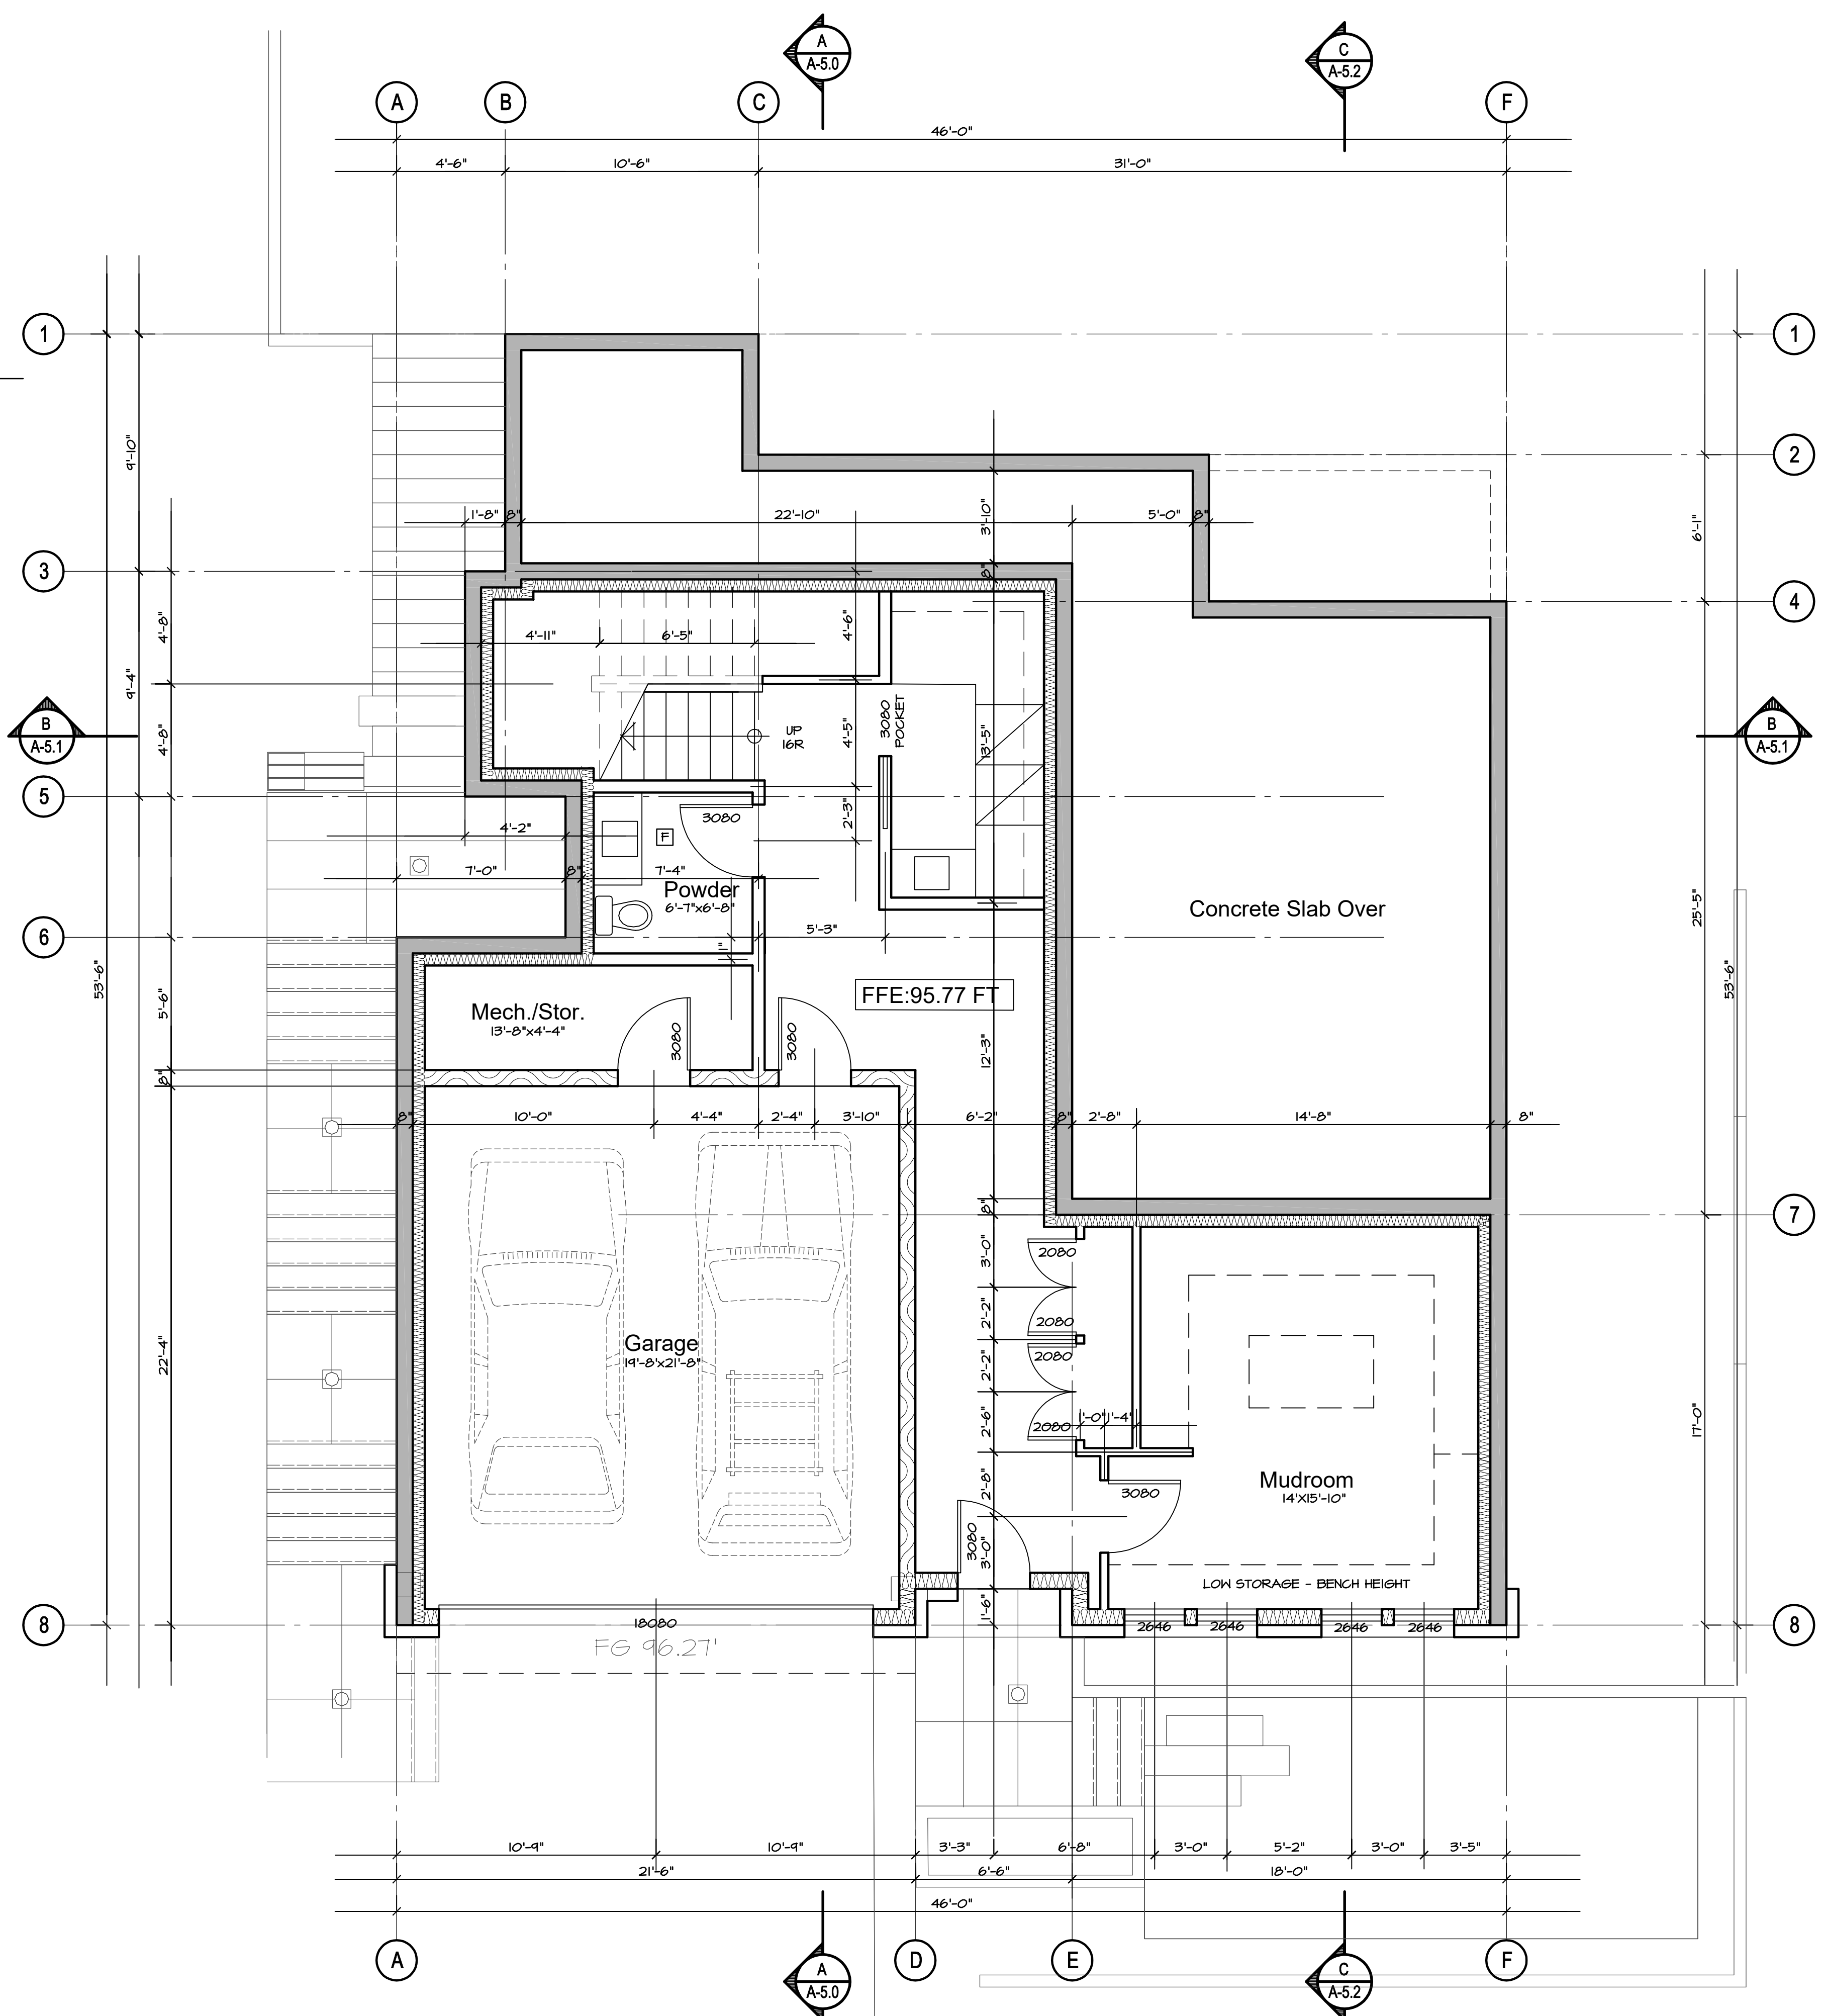 A
A-5.0
C
A-5.2
A
B
C
F
46'-0"
4'-6"
10'-6"
31'-0"
1
1
9'-10"
2
2
1'-8"
8"
22'-10"
3'-10"
5'-0"
8"
6'-1"
3
8"
4
4'-8"
4'-11"
6'-5"
4'-6"
9'-4"
B
A-5.1
4'-8"
UP
16R
4'-5"
3080
POCKET
13'-5"
B
A-5.1
5
4'-2"
3080
F
2'-3"
7'-0"
8"
7'-4"
Powder
6'-7"x6'-8"
Concrete Slab Over
25'-5"
6
1"
5'-3"
53'-6"
53'-6"
5'-6"
FFE:95.77 FT
Mech./Stor.
13'-8"x4'-4"
3080
3080
12'-3"
8"
8"
10'-0"
4'-4"
2'-4"
3'-10"
6'-2"
8"
2'-8"
14'-8"
8"
8"
7
3'-0"
2080
2'-2"
2080
22'-4"
Garage
19'-8'x21'-8"
2'-2"
2080
2'-6"
2080
1'-0"
1'-4"
17'-0"
2'-8"
3080
Mudroom
14'X15'-10"
3080
3'-0"
LOW STORAGE - BENCH HEIGHT
1'-6"
8
18080
2646
2646
2646
2646
8
FG 96.27'
10'-9"
10'-9"
3'-3"
6'-8"
3'-0"
5'-2"
3'-0"
3'-5"
21'-6"
6'-6"
18'-0"
46'-0"
A
D
E
F
A
A-5.0
C
A-5.2